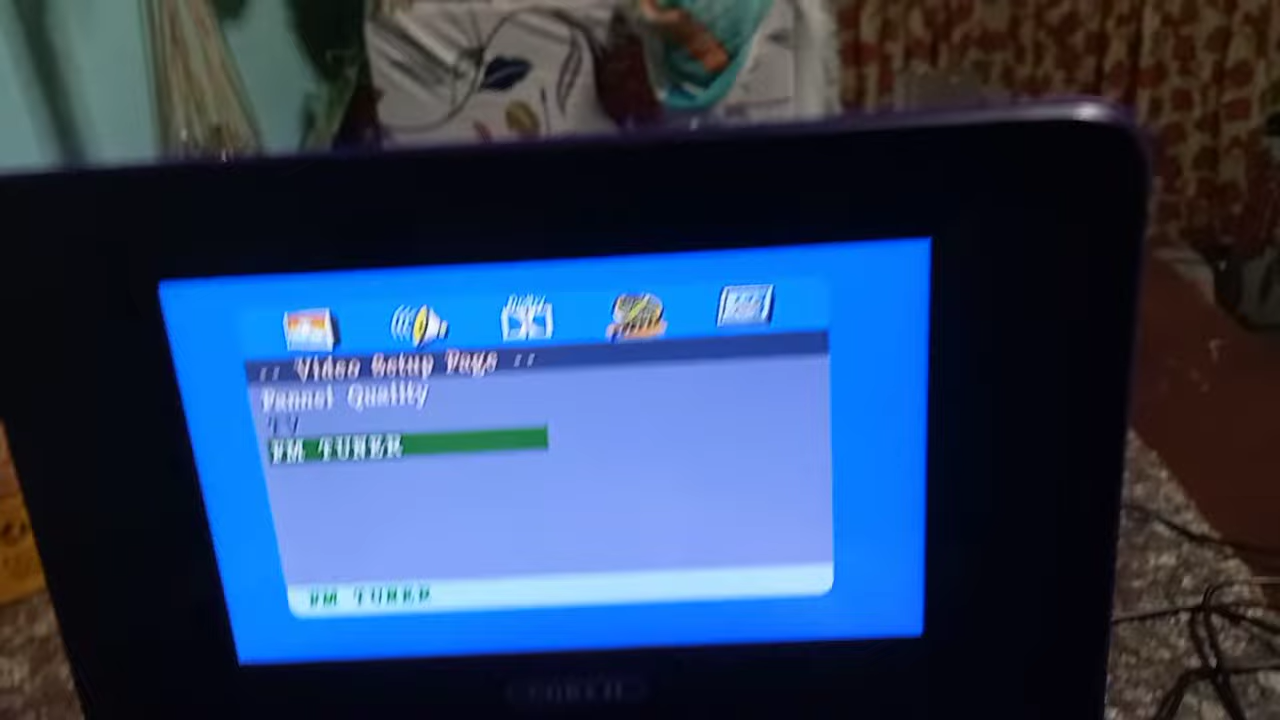 :: Video Setup Page ::
Pannel Quality
TV
FM TUNER
FM TUNER